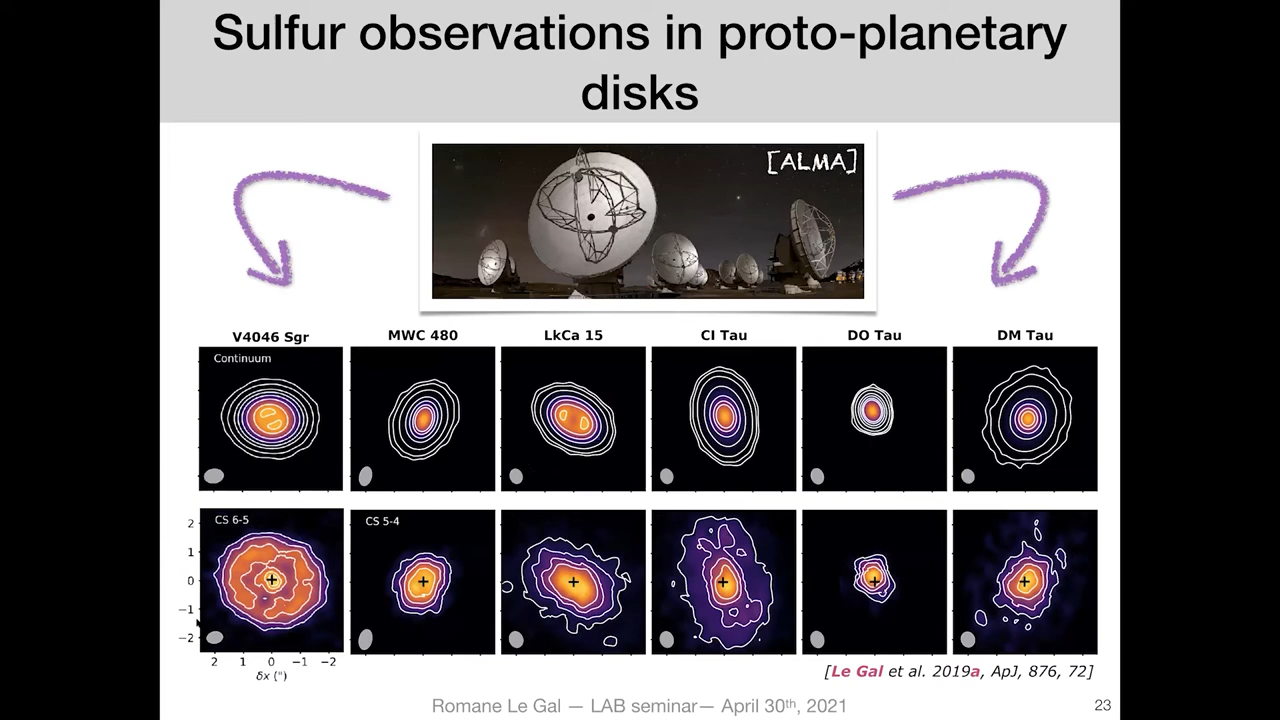 Sulfur observations in proto-planetary
disks
[ALMA]
V4046 Sgr
MWC 480
LkCa 15
CI Tau
DO Tau
DM Tau
Continuum
CS 6-5
CS 5-4
2
1
0
−1
−2
2 1 0 −1 −2
δx (")
[Le Gal et al. 2019a, ApJ, 876, 72]
Romane Le Gal — LAB seminar— April 30th, 2021
23